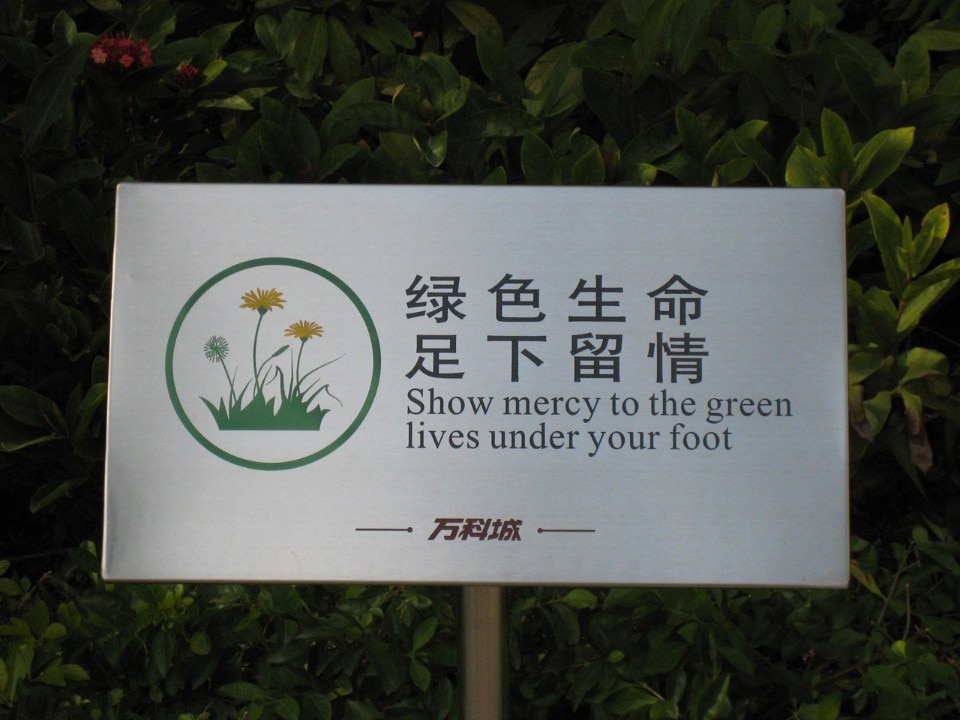 绿色生命
足下留情
Show mercy to the green
lives under your foot
万科城